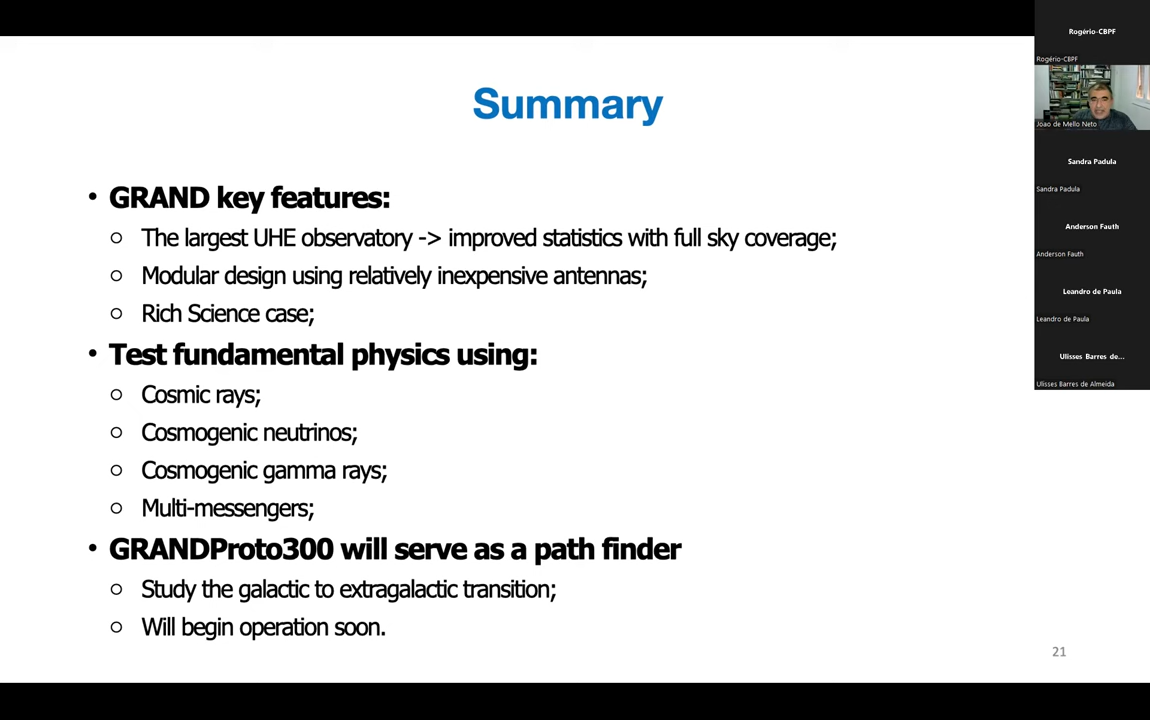 Summary
• GRAND key features:
○ The largest UHE observatory -> improved statistics with full sky coverage;
○ Modular design using relatively inexpensive antennas;
○ Rich Science case;
• Test fundamental physics using:
○ Cosmic rays;
○ Cosmogenic neutrinos;
○ Cosmogenic gamma rays;
○ Multi-messengers;
• GRANDProto300 will serve as a path finder
○ Study the galactic to extragalactic transition;
○ Will begin operation soon.
21
Rogério-CBPF
Rogério-CBPF
Joao de Mello Neto
Sandra Padula
Sandra Padula
Anderson Fauth
Anderson Fauth
Leandro de Paula
Leandro de Paula
Ulisses Barres de...
Ulisses Barres de Almeida